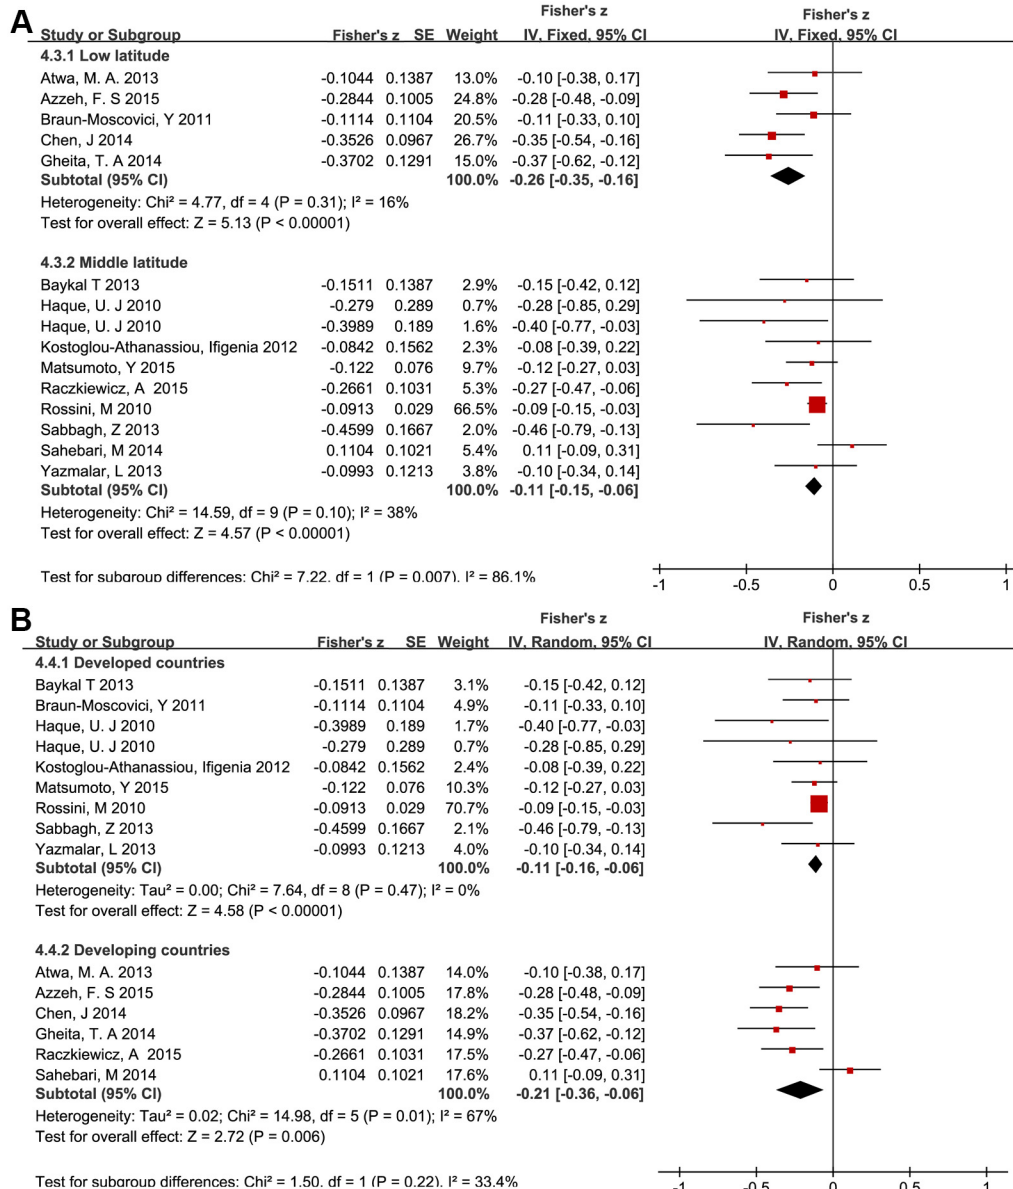 A
Fisher's z Fisher's z
Study or Subgroup Fisher's z SE Weight IV, Fixed, 95% CI IV, Fixed, 95% CI
4.3.1 Low latitude
Atwa, M. A. 2013 -0.1044 0.1387 13.0% -0.10 [-0.38, 0.17]
Azzeh, F. S 2015 -0.2844 0.1005 24.8% -0.28 [-0.48, -0.09]
Braun-Moscovici, Y 2011 -0.1114 0.1104 20.5% -0.11 [-0.33, 0.10]
Chen, J 2014 -0.3526 0.0967 26.7% -0.35 [-0.54, -0.16]
Gheita, T. A 2014 -0.3702 0.1291 15.0% -0.37 [-0.62, -0.12]
Subtotal (95% CI) 100.0% -0.26 [-0.35, -0.16]
Heterogeneity: Chi² = 4.77, df = 4 (P = 0.31); I² = 16%
Test for overall effect: Z = 5.13 (P < 0.00001)
4.3.2 Middle latitude
Baykal T 2013 -0.1511 0.1387 2.9% -0.15 [-0.42, 0.12]
Haque, U. J 2010 -0.279 0.289 0.7% -0.28 [-0.85, 0.29]
Haque, U. J 2010 -0.3989 0.189 1.6% -0.40 [-0.77, -0.03]
Kostoglou-Athanassiou, Ifigenia 2012 -0.0842 0.1562 2.3% -0.08 [-0.39, 0.22]
Matsumoto, Y 2015 -0.122 0.076 9.7% -0.12 [-0.27, 0.03]
Raczkiewicz, A 2015 -0.2661 0.1031 5.3% -0.27 [-0.47, -0.06]
Rossini, M 2010 -0.0913 0.029 66.5% -0.09 [-0.15, -0.03]
Sabbagh, Z 2013 -0.4599 0.1667 2.0% -0.46 [-0.79, -0.13]
Sahebari, M 2014 0.1104 0.1021 5.4% 0.11 [-0.09, 0.31]
Yazmalar, L 2013 -0.0993 0.1213 3.8% -0.10 [-0.34, 0.14]
Subtotal (95% CI) 100.0% -0.11 [-0.15, -0.06]
Heterogeneity: Chi² = 14.59, df = 9 (P = 0.10); I² = 38%
Test for overall effect: Z = 4.57 (P < 0.00001)
Test for subgroup differences: Chi² = 7.22, df = 1 (P = 0.007), I² = 86.1%
-1 -0.5 0 0.5 1
B
Fisher's z Fisher's z
Study or Subgroup Fisher's z SE Weight IV, Random, 95% CI IV, Random, 95% CI
4.4.1 Developed countries
Baykal T 2013 -0.1511 0.1387 3.1% -0.15 [-0.42, 0.12]
Braun-Moscovici, Y 2011 -0.1114 0.1104 4.9% -0.11 [-0.33, 0.10]
Haque, U. J 2010 -0.3989 0.189 1.7% -0.40 [-0.77, -0.03]
Haque, U. J 2010 -0.279 0.289 0.7% -0.28 [-0.85, 0.29]
Kostoglou-Athanassiou, Ifigenia 2012 -0.0842 0.1562 2.4% -0.08 [-0.39, 0.22]
Matsumoto, Y 2015 -0.122 0.076 10.3% -0.12 [-0.27, 0.03]
Rossini, M 2010 -0.0913 0.029 70.7% -0.09 [-0.15, -0.03]
Sabbagh, Z 2013 -0.4599 0.1667 2.1% -0.46 [-0.79, -0.13]
Yazmalar, L 2013 -0.0993 0.1213 4.0% -0.10 [-0.34, 0.14]
Subtotal (95% CI) 100.0% -0.11 [-0.16, -0.06]
Heterogeneity: Tau² = 0.00; Chi² = 7.64, df = 8 (P = 0.47); I² = 0%
Test for overall effect: Z = 4.58 (P < 0.00001)
4.4.2 Developing countries
Atwa, M. A. 2013 -0.1044 0.1387 14.0% -0.10 [-0.38, 0.17]
Azzeh, F. S 2015 -0.2844 0.1005 17.8% -0.28 [-0.48, -0.09]
Chen, J 2014 -0.3526 0.0967 18.2% -0.35 [-0.54, -0.16]
Gheita, T. A 2014 -0.3702 0.1291 14.9% -0.37 [-0.62, -0.12]
Raczkiewicz, A 2015 -0.2661 0.1031 17.5% -0.27 [-0.47, -0.06]
Sahebari, M 2014 0.1104 0.1021 17.6% 0.11 [-0.09, 0.31]
Subtotal (95% CI) 100.0% -0.21 [-0.36, -0.06]
Heterogeneity: Tau² = 0.02; Chi² = 14.98, df = 5 (P = 0.01); I² = 67%
Test for overall effect: Z = 2.72 (P = 0.006)
Test for subgroup differences: Chi² = 1.50, df = 1 (P = 0.22), I² = 33.4%
-1 -0.5 0 0.5 1